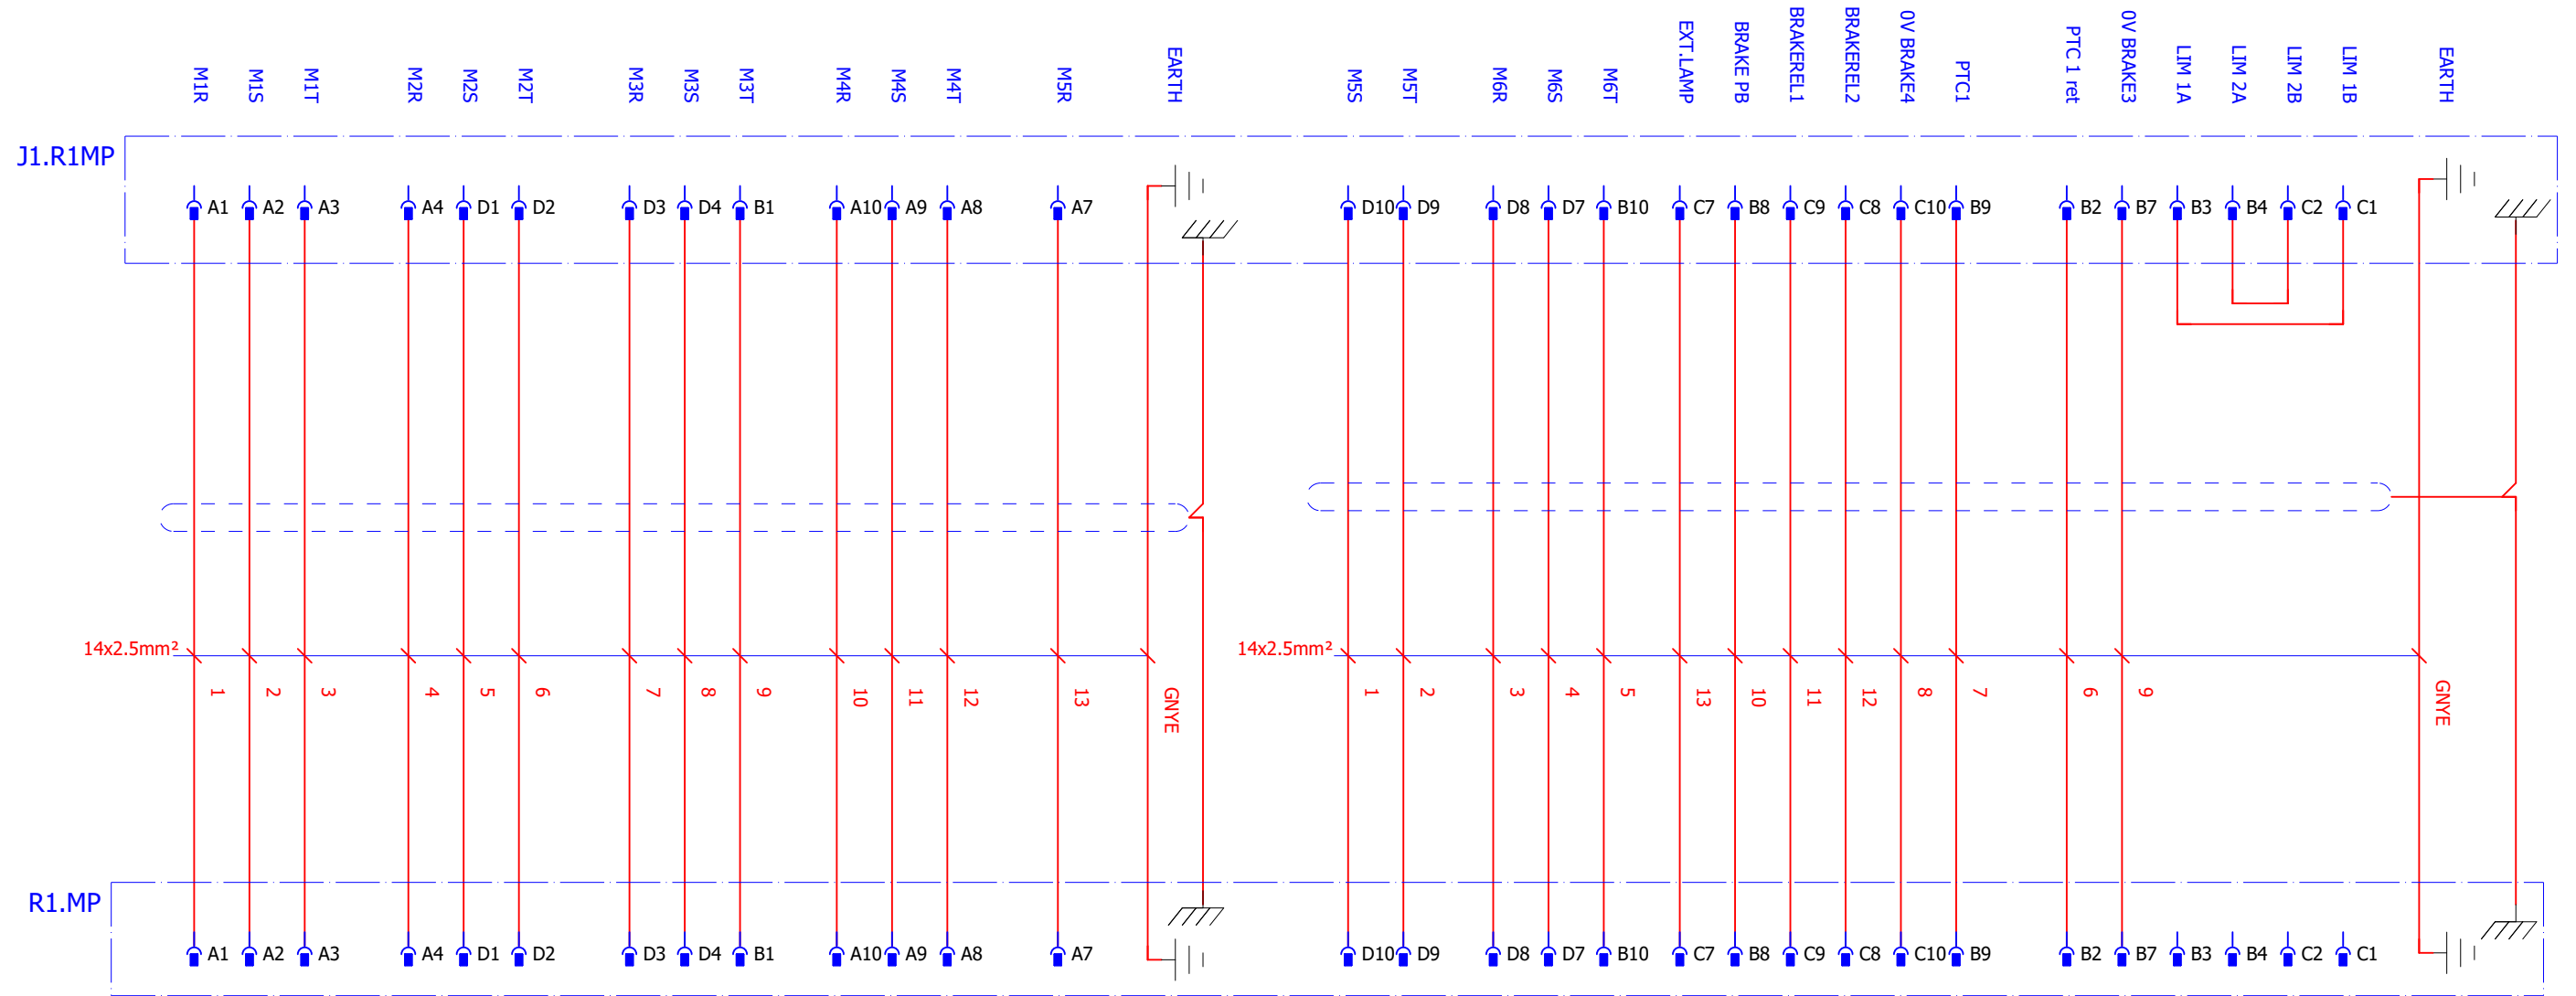 M1R M1S M1T M2R M2S M2T M3R M3S M3T M4R M4S M4T M5R EARTH M5S M5T M6R M6S M6T EXT.LAMP BRAKE PB BRAKEREL1 BRAKEREL2 0V BRAKE4 PTC1 PTC 1 ret 0V BRAKE3 LIM 1A LIM 2A LIM 2B LIM 1B EARTH
J1.R1MP
A1 A2 A3 A4 D1 D2 D3 D4 B1 A10 A9 A8 A7 D10 D9 D8 D7 B10 C7 B8 C9 C8 C10 B9 B2 B7 B3 B4 C2 C1
14x2.5mm² 14x2.5mm²
1 2 3 4 5 6 7 8 9 10 11 12 13 GNYE 1 2 3 4 5 13 10 11 12 8 7 6 9 GNYE
R1.MP
A1 A2 A3 A4 D1 D2 D3 D4 B1 A10 A9 A8 A7 D10 D9 D8 D7 B10 C7 B8 C9 C8 C10 B9 B2 B7 B3 B4 C2 C1